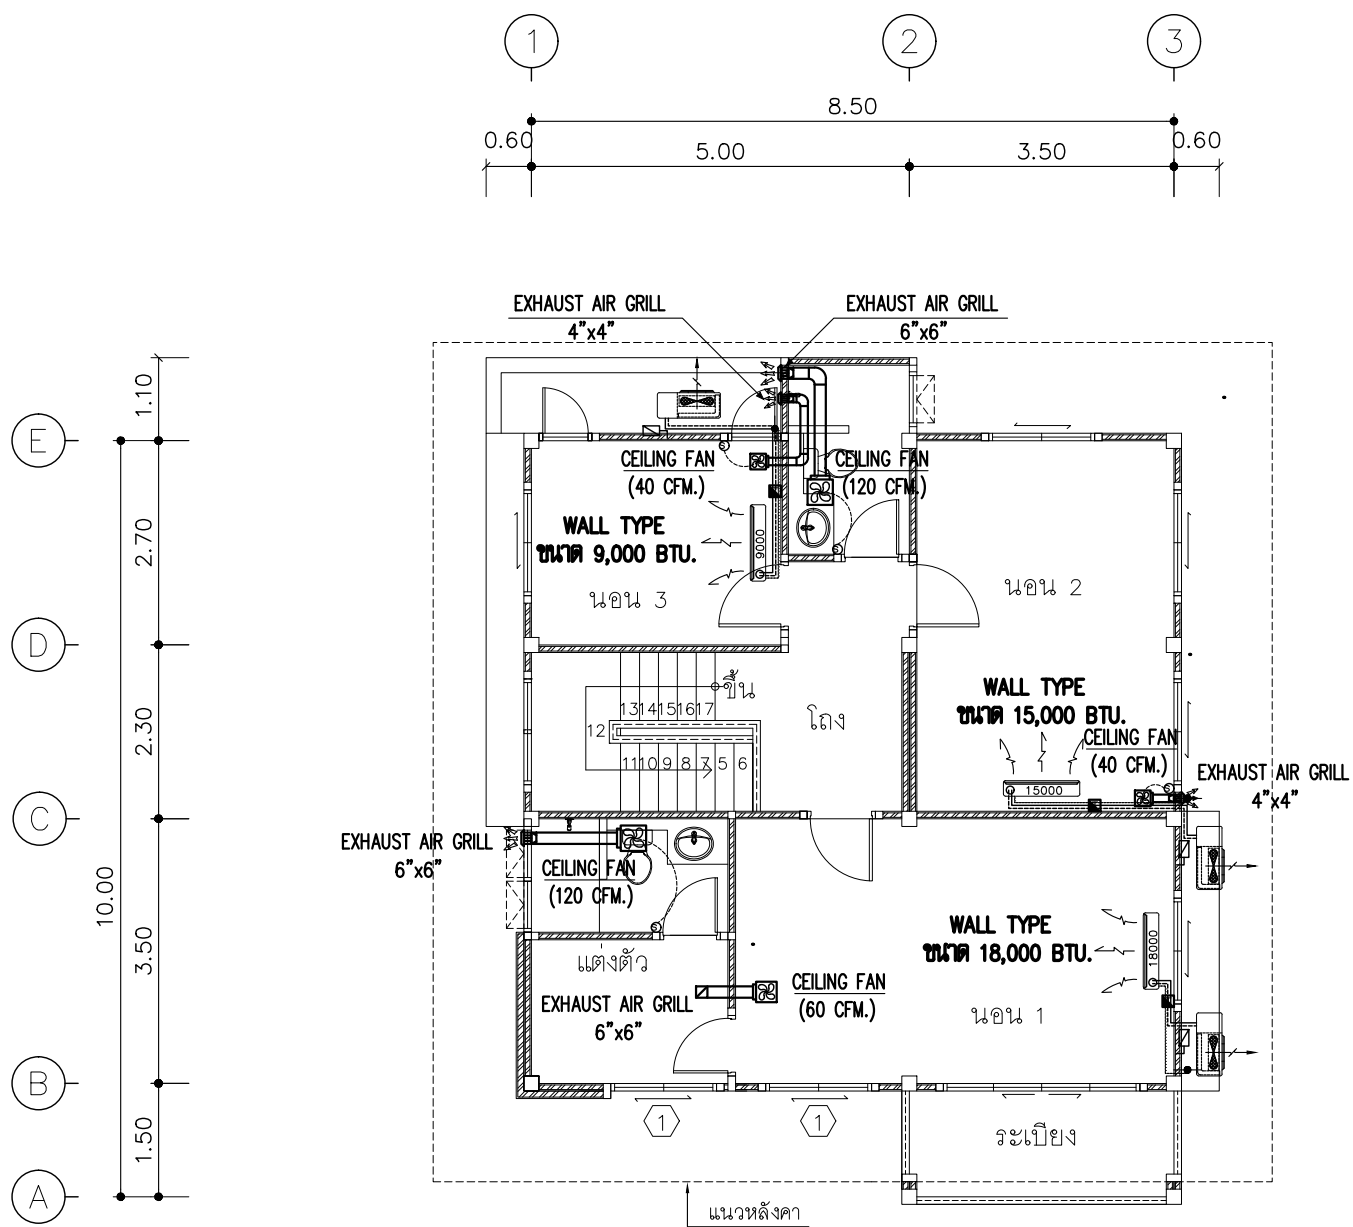 1
2
3
8.50
0.60
5.00
3.50
0.60
EXHAUST AIR GRILL
4"x4"
EXHAUST AIR GRILL
6"x6"
1.10
E
CEILING FAN
(40 CFM.)
CEILING FAN
(120 CFM.)
WALL TYPE
ขนาด 9,000 BTU.
9000
2.70
นอน 3
นอน 2
D
ขึ้น
WALL TYPE
ขนาด 15,000 BTU.
13 14 15 16 17
12
โถง
2.30
CEILING FAN
(40 CFM.)
11 10 9 8 7 5 6
15000
EXHAUST AIR GRILL
4"x4"
C
EXHAUST AIR GRILL
6"x6"
CEILING FAN
(120 CFM.)
10.00
WALL TYPE
ขนาด 18,000 BTU.
18000
3.50
แต่งตัว
CEILING FAN
(60 CFM.)
EXHAUST AIR GRILL
6"x6"
นอน 1
B
1
1
1.50
ระเบียง
A
แนวหลังคา